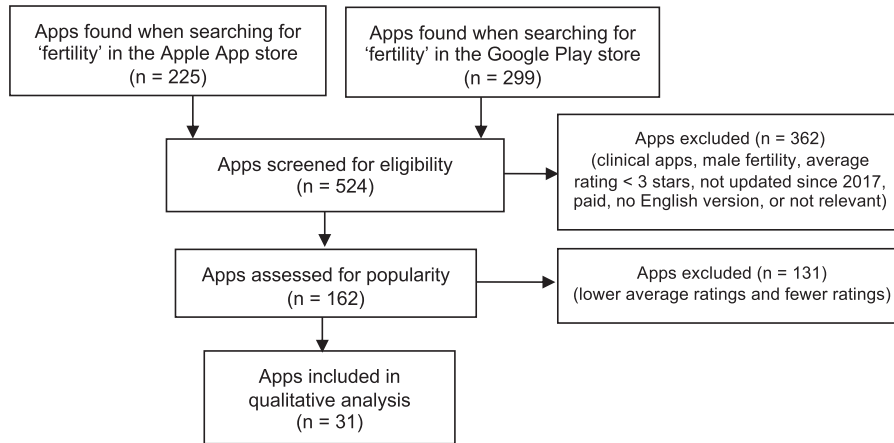 Apps found when searching for
‘fertility’ in the Apple App store
(n = 225)
Apps found when searching for
‘fertility’ in the Google Play store
(n = 299)
Apps screened for eligibility
(n = 524)
Apps excluded (n = 362)
(clinical apps, male fertility, average
rating < 3 stars, not updated since 2017,
paid, no English version, or not relevant)
Apps assessed for popularity
(n = 162)
Apps excluded (n = 131)
(lower average ratings and fewer ratings)
Apps included in
qualitative analysis
(n = 31)